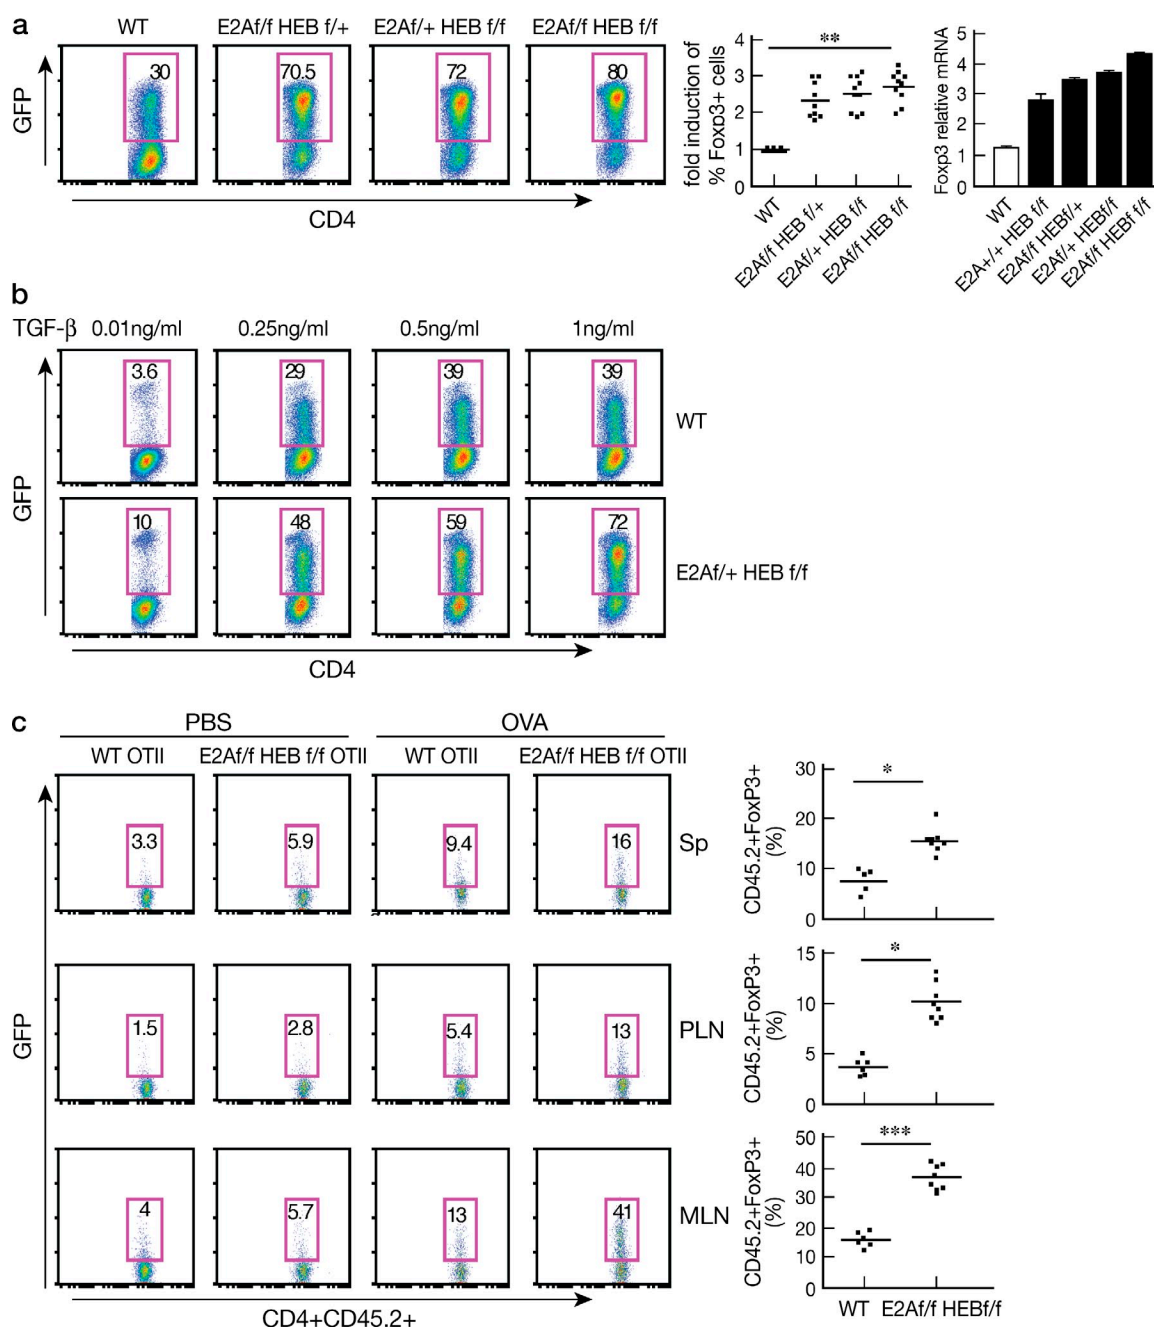 a
WT
E2Af/f HEB f/+
E2Af/+ HEB f/f
E2Af/f HEB f/f
30
70.5
72
80
GFP
CD4
fold induction of
% Foxp3+ cells
4
3
2
1
0
**
WT
E2Af/f HEB f/+
E2Af/+ HEB f/f
E2Af/f HEB f/f
Foxp3 relative mRNA
5
4
3
2
1
0
WT
E2A+/+ HEB f/f
E2Af/f HEBf/+
E2Af/+ HEBf/f
E2Af/f HEBf f/f
b
TGF-β 0.01ng/ml 0.25ng/ml 0.5ng/ml 1ng/ml
3.6
29
39
39
WT
10
48
59
72
E2Af/+ HEB f/f
GFP
CD4
c
PBS
OVA
WT OTII
E2Af/f HEB f/f OTII
WT OTII
E2Af/f HEB f/f OTII
3.3
5.9
9.4
16
Sp
1.5
2.8
5.4
13
PLN
4
5.7
13
41
MLN
GFP
CD4+CD45.2+
CD45.2+FoxP3+
(%)
30
20
10
0
*
CD45.2+FoxP3+
(%)
15
10
5
0
*
CD45.2+FoxP3+
(%)
50
40
30
20
10
0
***
WT E2Af/f HEBf/f